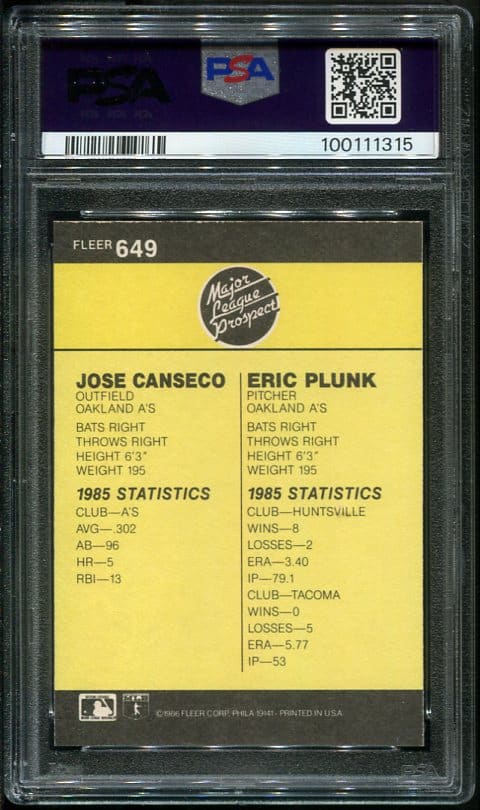 PSA
PSA
100111315
FLEER 649
Major
League
Prospect
JOSE CANSECO
OUTFIELD
OAKLAND A'S
BATS RIGHT
THROWS RIGHT
HEIGHT 6'3"
WEIGHT 195
1985 STATISTICS
CLUB—A'S
AVG—.302
AB—96
HR—5
RBI—13
ERIC PLUNK
PITCHER
OAKLAND A'S
BATS RIGHT
THROWS RIGHT
HEIGHT 6'3"
WEIGHT 195
1985 STATISTICS
CLUB—HUNTSVILLE
WINS—8
LOSSES—2
ERA—3.40
IP—79.1
CLUB—TACOMA
WINS—0
LOSSES—5
ERA—5.77
IP—53
©1986 FLEER CORP. PHILA 19141 - PRINTED IN U.S.A.
PSA